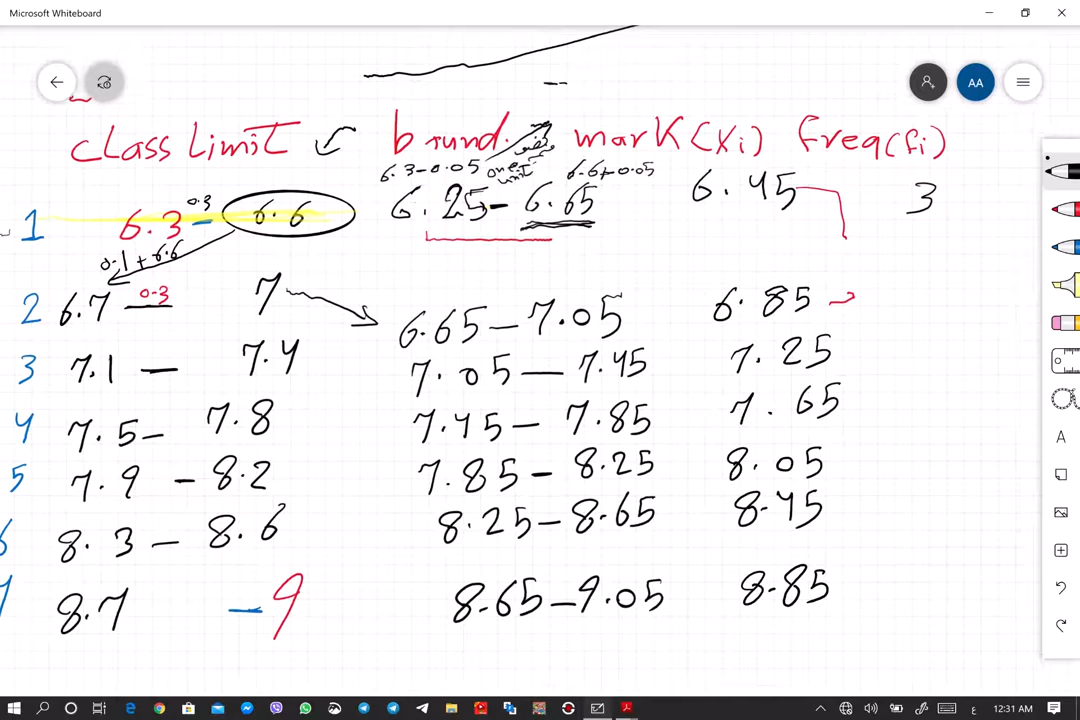 Microsoft Whiteboard
AA
class Limit bound. mark(xi) freq(fi)
6.3-0.05 one limit 6.6+0.05
1 6.3 - 6.6 6.25 - 6.65 6.45 3
0.3
0.1 + 6.6
2 6.7 — 7 6.65 — 7.05 6.85
0.3
3 7.1 — 7.4 7.05 — 7.45 7.25
4 7.5 - 7.8 7.45 - 7.85 7.65
5 7.9 - 8.2 7.85 - 8.25 8.05
6 8.3 - 8.6 8.25 - 8.65 8.45
7 8.7 - 9 8.65 - 9.05 8.85
A
ع
12:31 AM